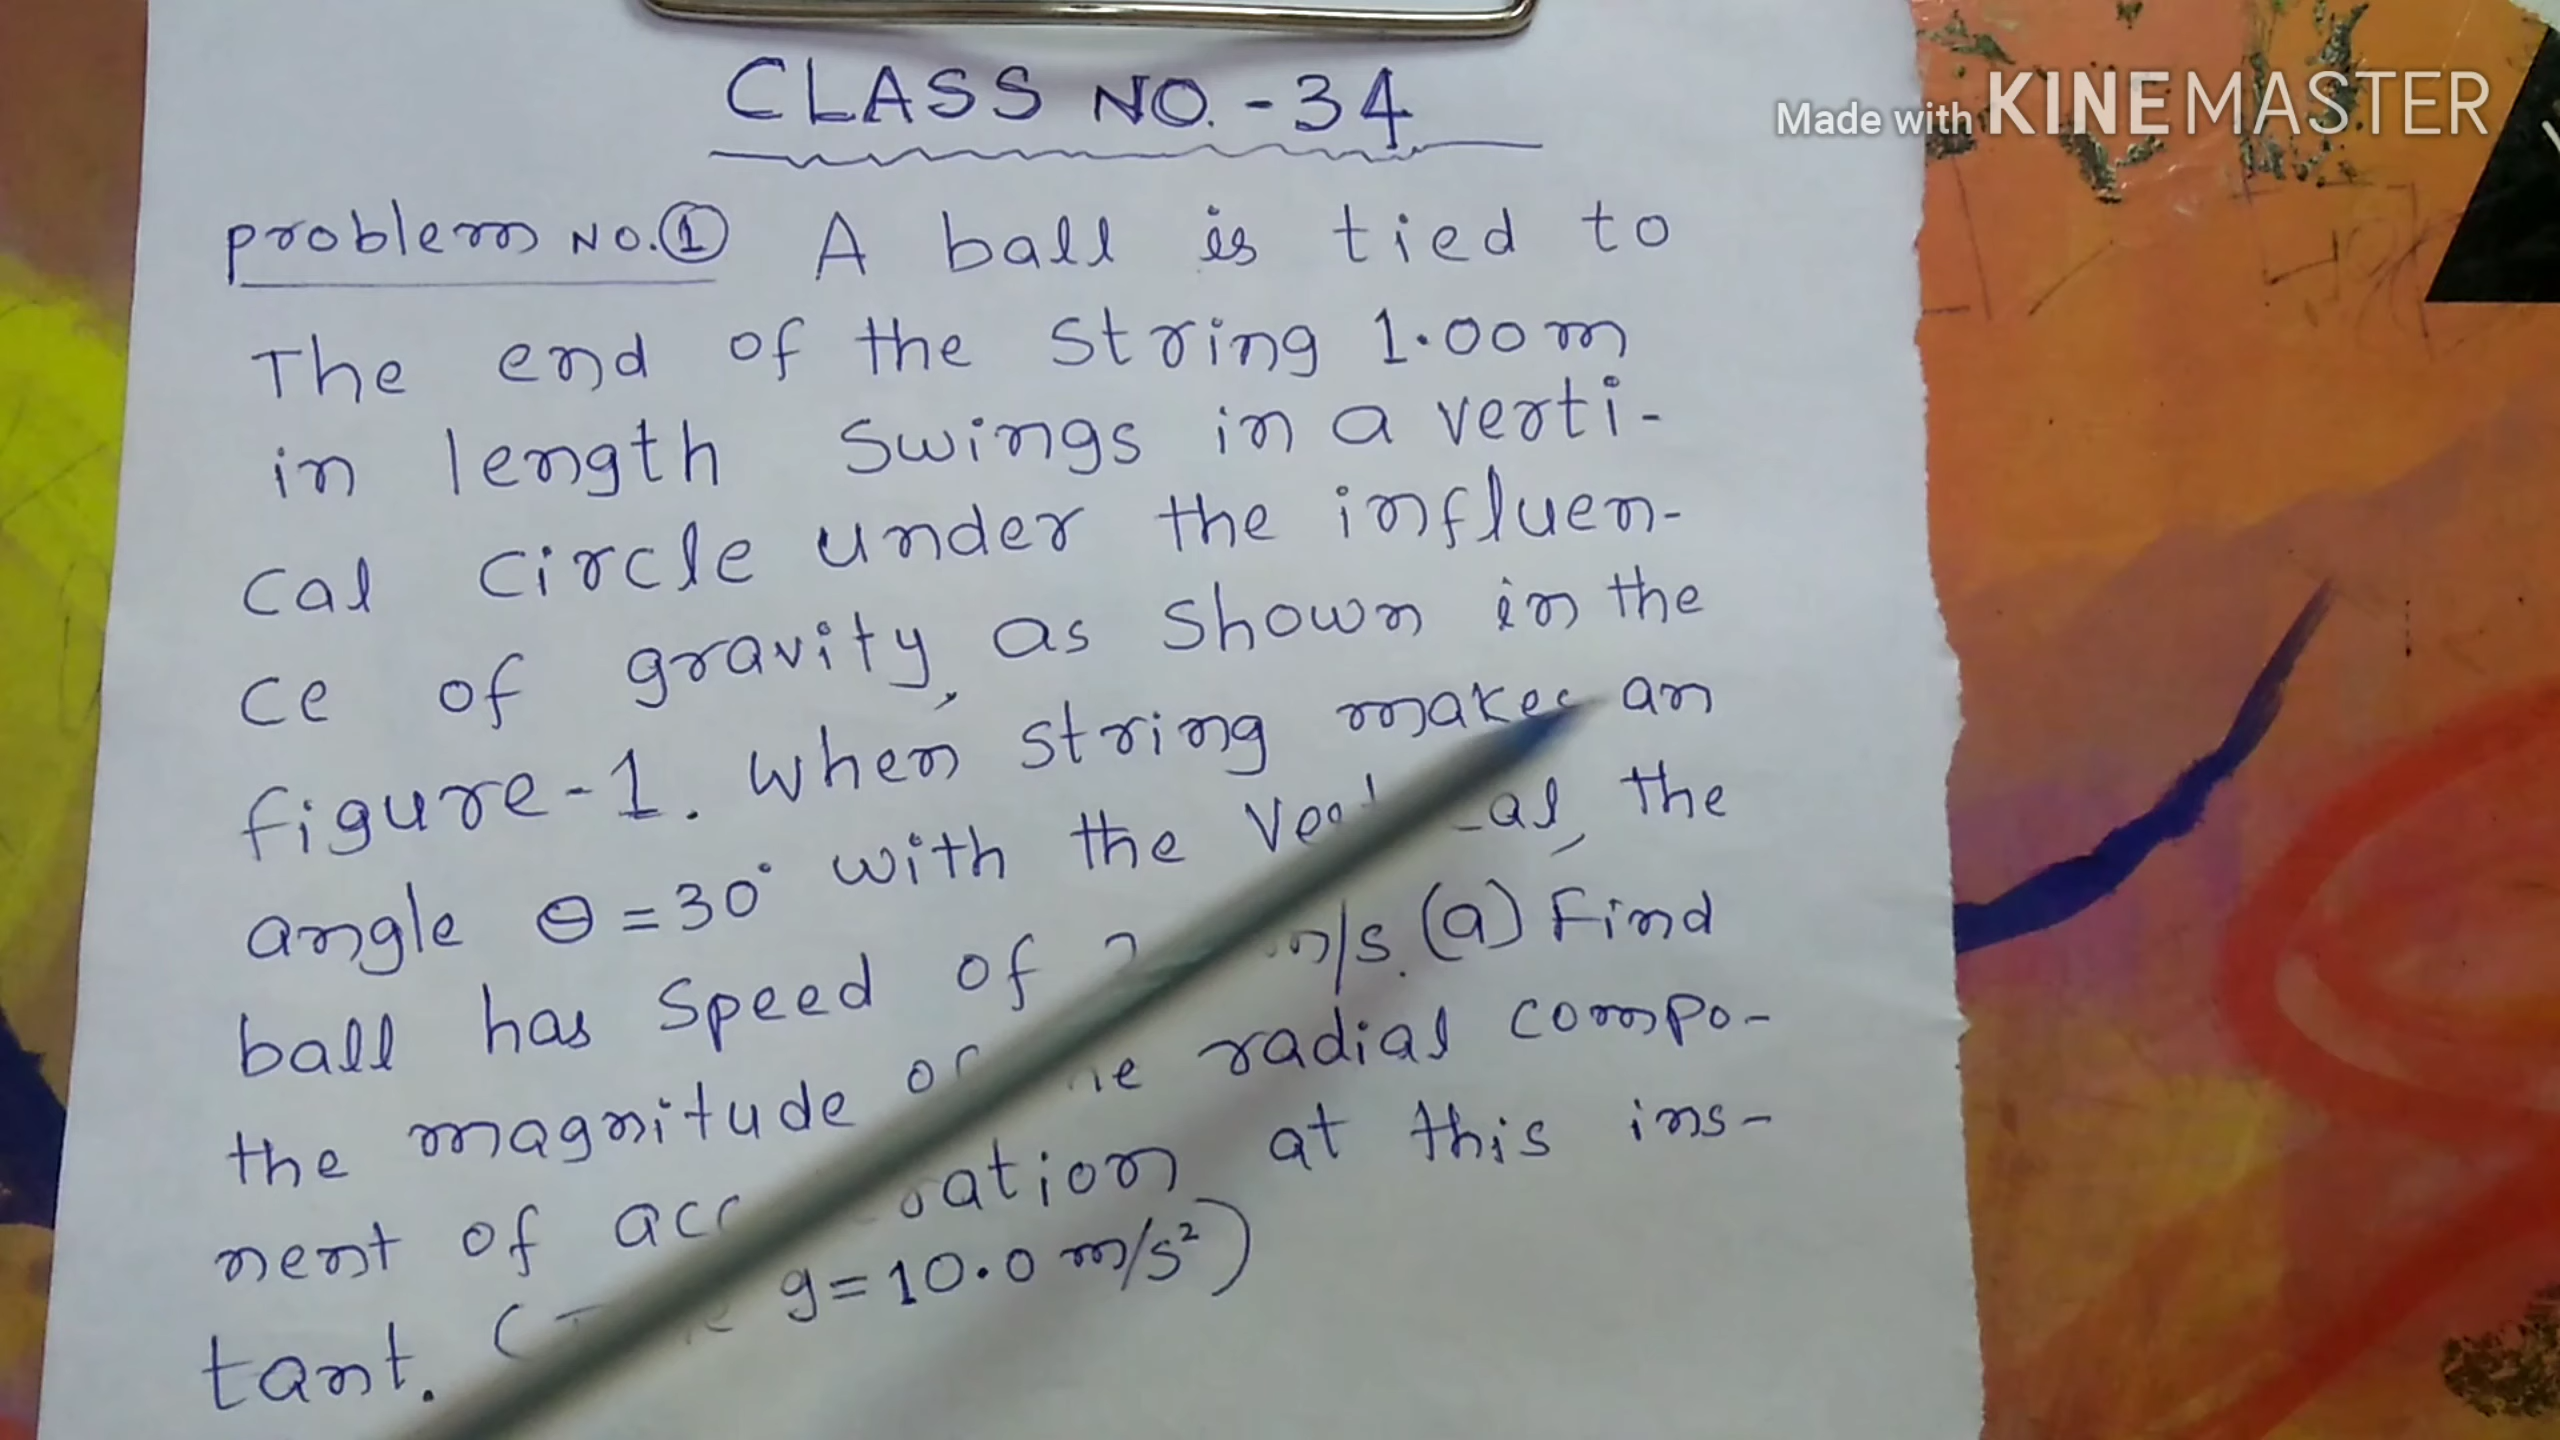 CLASS NO.-34
Made with KINEMASTER
problem NO.① A ball is tied to
The end of the string 1.00m
in length swings in a verti-
cal circle under the influen-
ce of gravity, as shown in the
figure-1. When string makes an
angle θ=30° with the the
ball has speed of m/s. (a) Find
the magnitude radial compo-
nent of at this ins-
tant. g=10.0 m/s²)